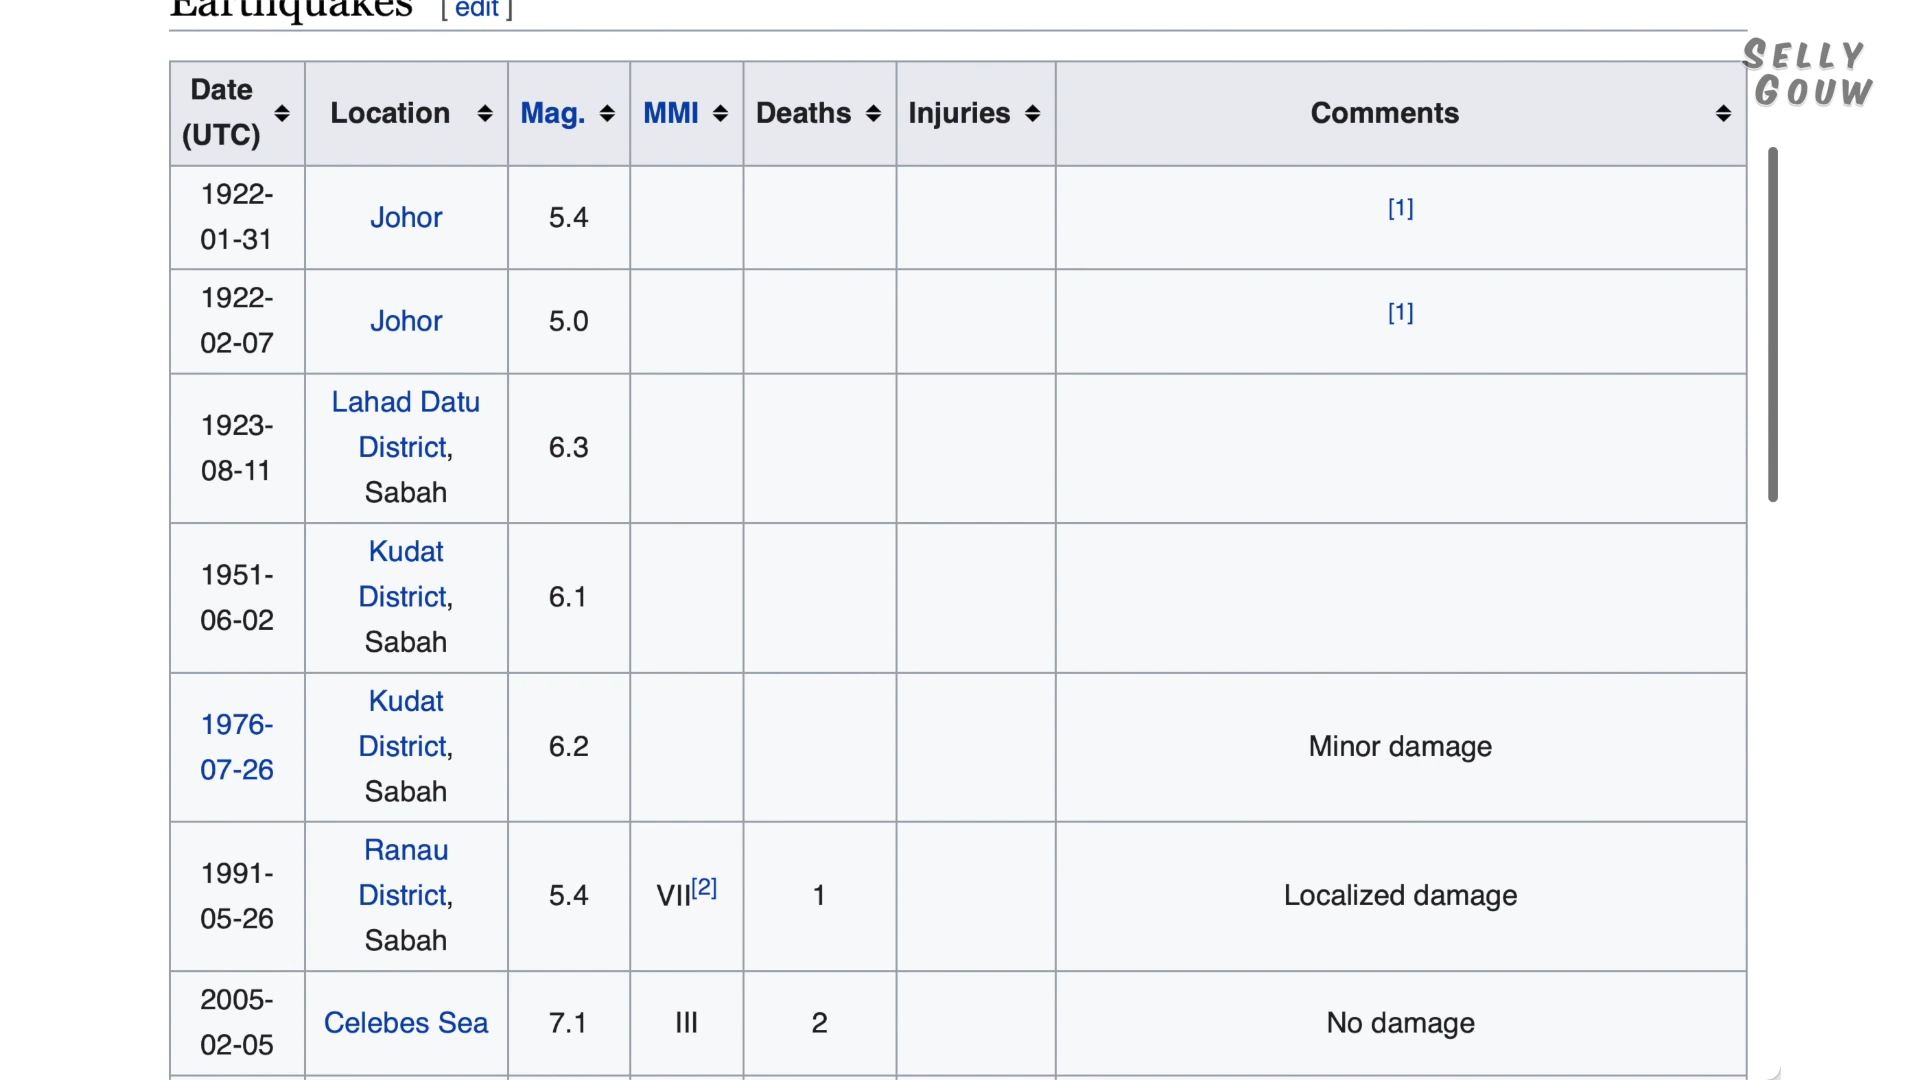 Earthquakes [ edit ]
SELLY
GOUW
Date
(UTC)
Location
Mag.
MMI
Deaths
Injuries
Comments
1922-
01-31
Johor
5.4
[1]
1922-
02-07
Johor
5.0
[1]
1923-
08-11
Lahad Datu
District,
Sabah
6.3
1951-
06-02
Kudat
District,
Sabah
6.1
1976-
07-26
Kudat
District,
Sabah
6.2
Minor damage
1991-
05-26
Ranau
District,
Sabah
5.4
VII[2]
1
Localized damage
2005-
02-05
Celebes Sea
7.1
III
2
No damage